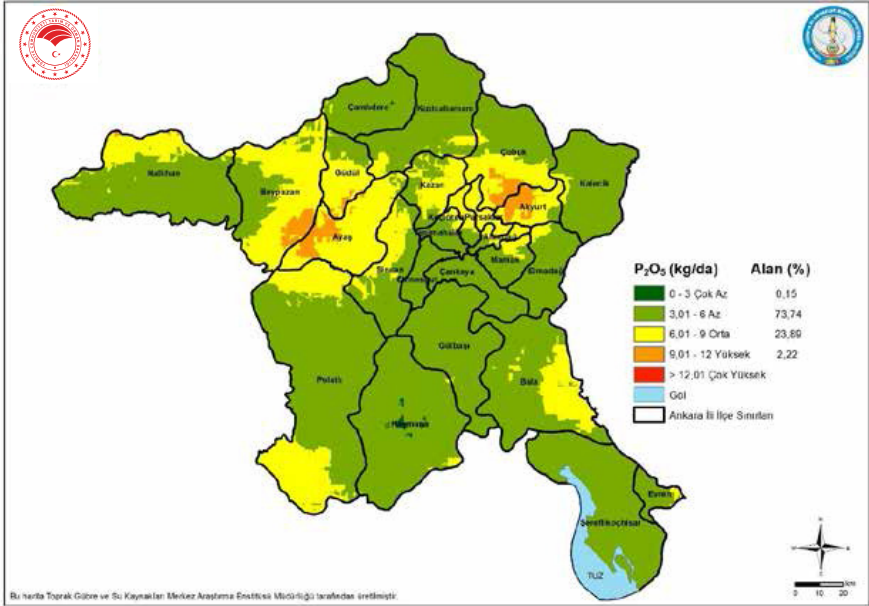 Çamlıdere
Kızılcahamam
Çubuk
Nallıhan
Beypazarı
Güdül
Kazan
Kalecik
Akyurt
Ayaş
Pursaklar
Sincan
Mamak
Elmadağ
Çankaya
Etimesgut
Gölbaşı
Polatlı
Bala
Haymana
Evren
Şereflikoçhisar
TUZ
P₂O₅ (kg/da) Alan (%)
0 - 3 Çok Az 0,15
3,01 - 6 Az 73,74
6,01 - 9 Orta 23,89
9,01 - 12 Yüksek 2,22
> 12,01 Çok Yüksek
Göl
Ankara İli İlçe Sınırları
0 10 20 km
Bu harita Toprak Gübre ve Su Kaynakları Merkez Araştırma Enstitüsü Müdürlüğü tarafından üretilmiştir.